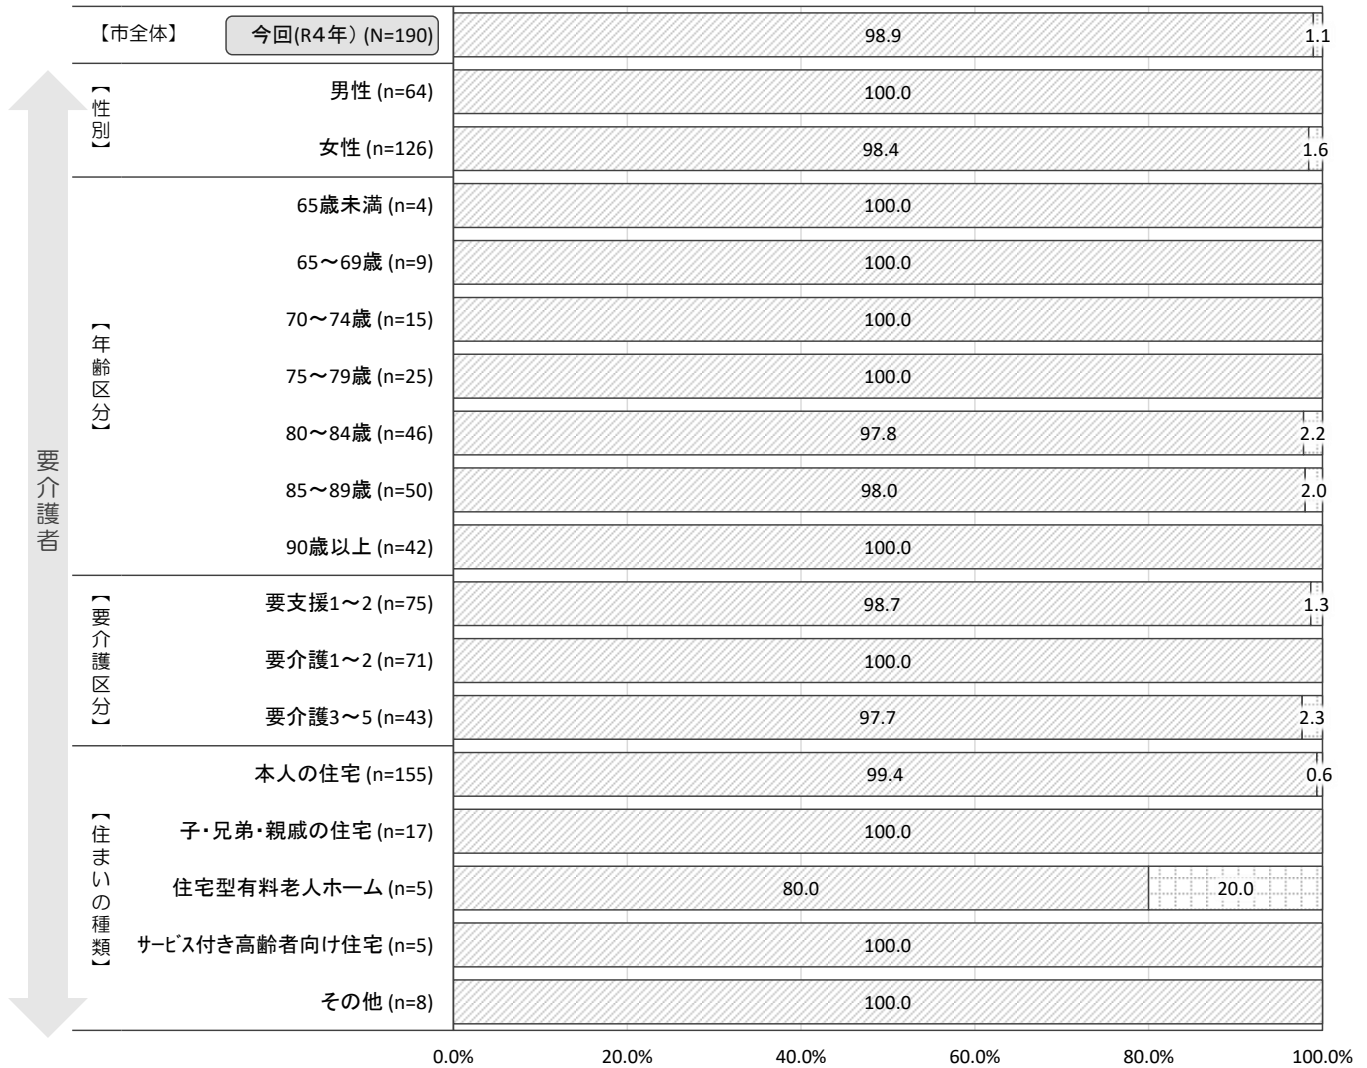 【市全体】 今回(R4年) (N=190) 98.9 1.1
要介護者
【性別】
男性 (n=64) 100.0
女性 (n=126) 98.4 1.6
【年齢区分】
65歳未満 (n=4) 100.0
65～69歳 (n=9) 100.0
70～74歳 (n=15) 100.0
75～79歳 (n=25) 100.0
80～84歳 (n=46) 97.8 2.2
85～89歳 (n=50) 98.0 2.0
90歳以上 (n=42) 100.0
【要介護区分】
要支援1～2 (n=75) 98.7 1.3
要介護1～2 (n=71) 100.0
要介護3～5 (n=43) 97.7 2.3
【住まいの種類】
本人の住宅 (n=155) 99.4 0.6
子・兄弟・親戚の住宅 (n=17) 100.0
住宅型有料老人ホーム (n=5) 80.0 20.0
サービス付き高齢者向け住宅 (n=5) 100.0
その他 (n=8) 100.0
0.0% 20.0% 40.0% 60.0% 80.0% 100.0%